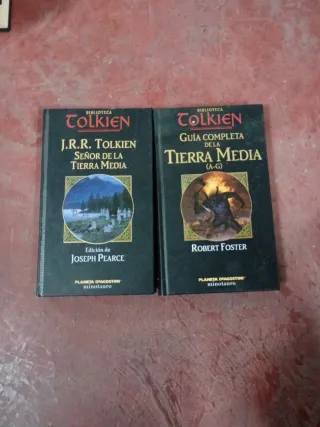 BIBLIOTECA
TOLKIEN
J.R.R. TOLKIEN
SEÑOR DE LA
TIERRA MEDIA
Edición de
JOSEPH PEARCE
PLANETA DEAGOSTINI
minotauro
BIBLIOTECA
TOLKIEN
GUÍA COMPLETA
DE LA
TIERRA MEDIA
(A-G)
ROBERT FOSTER
PLANETA DEAGOSTINI
minotauro